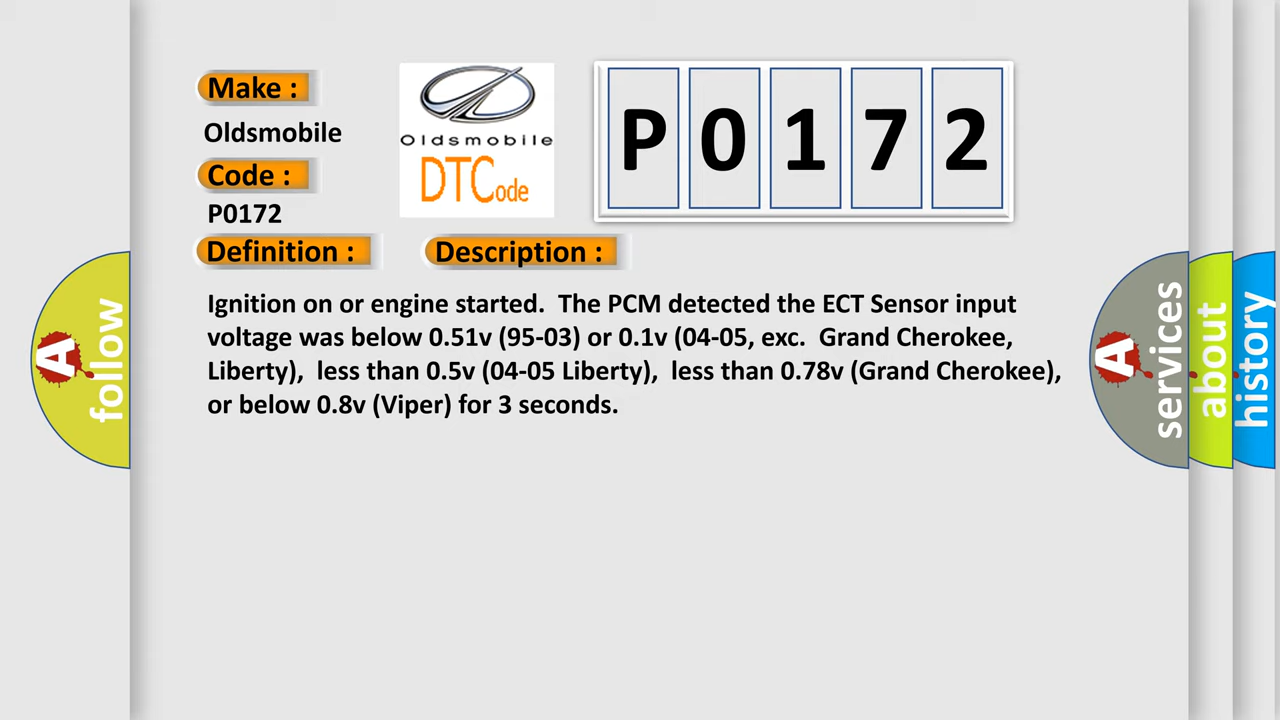 Make :
Oldsmobile
Code :
P0172
Oldsmobile
DTCode
P0172
Definition :
Description :
Ignition on or engine started. The PCM detected the ECT Sensor input
voltage was below 0.51v (95-03) or 0.1v (04-05, exc. Grand Cherokee,
Liberty), less than 0.5v (04-05 Liberty), less than 0.78v (Grand Cherokee),
or below 0.8v (Viper) for 3 seconds.
A follow
A services
about
history